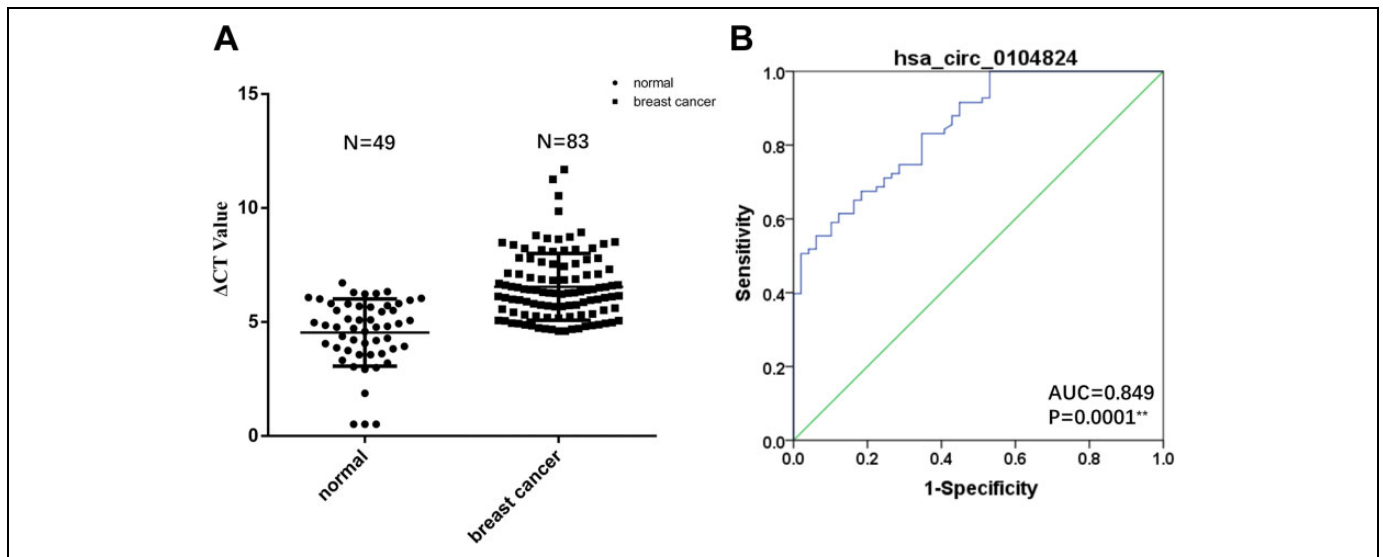 A
normal
breast cancer
15
10
5
0
ΔCT Value
N=49
N=83
normal
breast cancer
B
hsa_circ_0104824
1.0
0.8
0.6
0.4
0.2
0.0
Sensitivity
AUC=0.849
P=0.0001**
0.0 0.2 0.4 0.6 0.8 1.0
1-Specificity